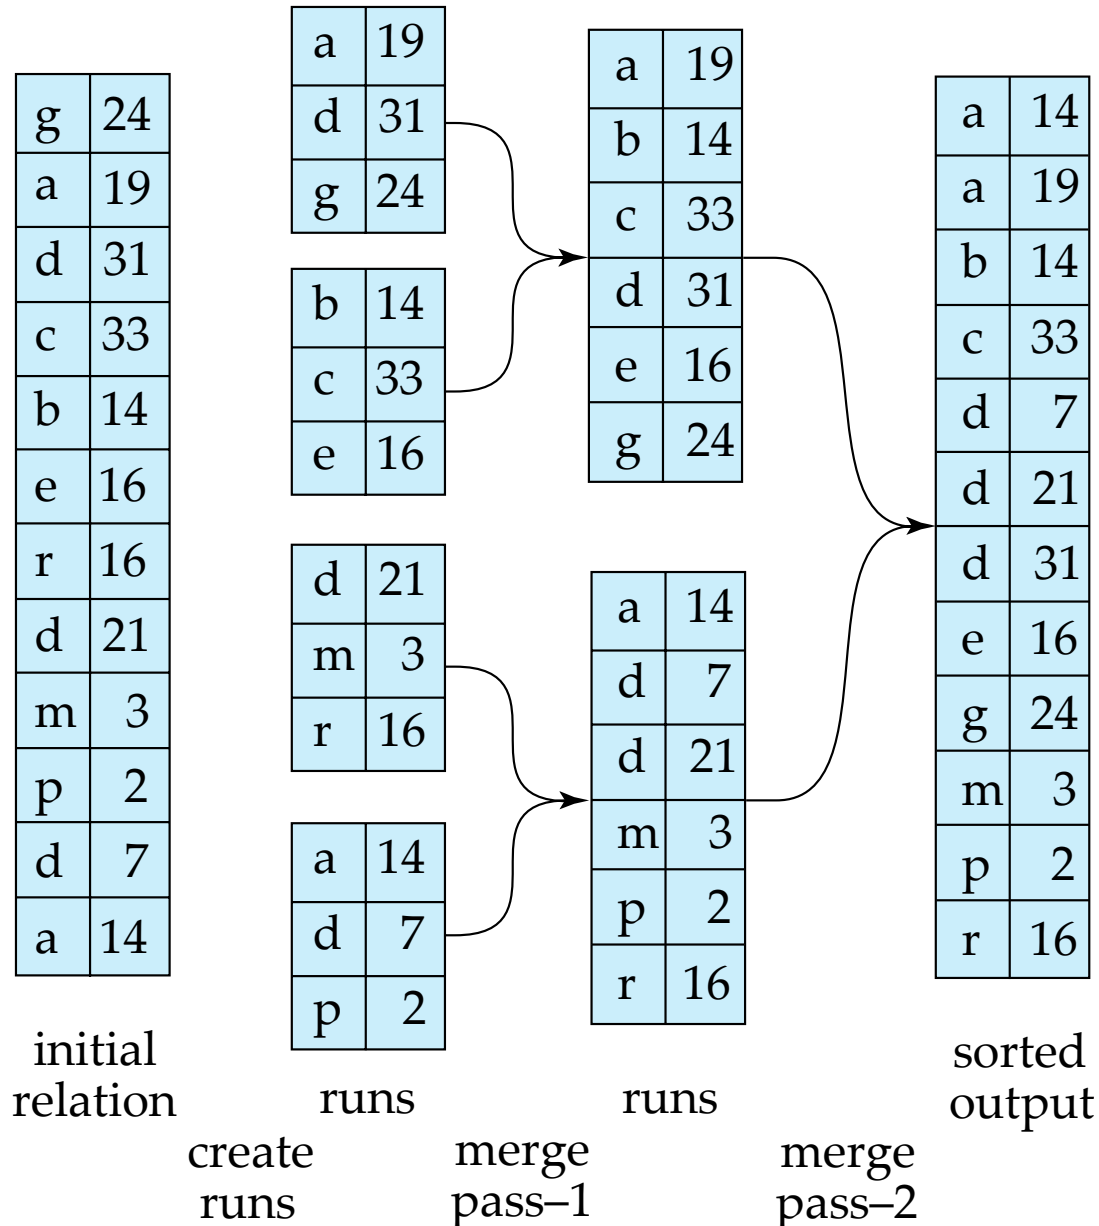 g 24
a 19
d 31
c 33
b 14
e 16
r 16
d 21
m 3
p 2
d 7
a 14
initial
relation
a 19
d 31
g 24
b 14
c 33
e 16
d 21
m 3
r 16
a 14
d 7
p 2
runs
a 19
b 14
c 33
d 31
e 16
g 24
a 14
d 7
d 21
m 3
p 2
r 16
runs
a 14
a 19
b 14
c 33
d 7
d 21
d 31
e 16
g 24
m 3
p 2
r 16
sorted
output
create
runs
merge
pass–1
merge
pass–2